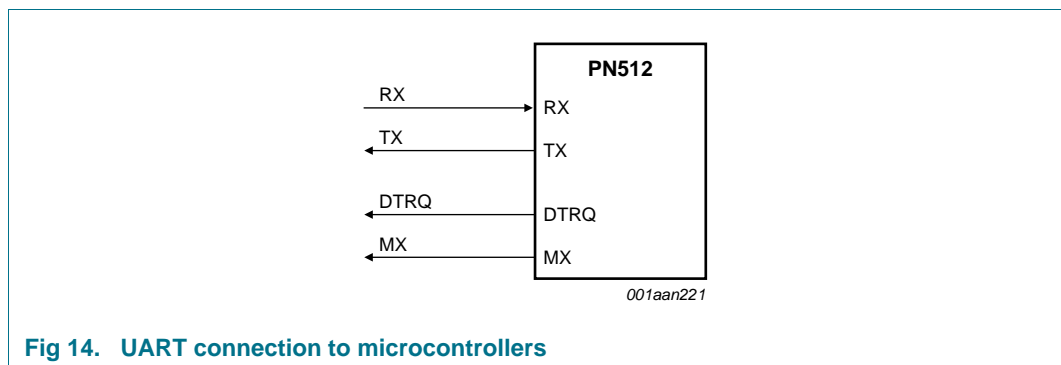 PN512
RX RX
TX TX
DTRQ DTRQ
MX MX
001aan221
Fig 14. UART connection to microcontrollers